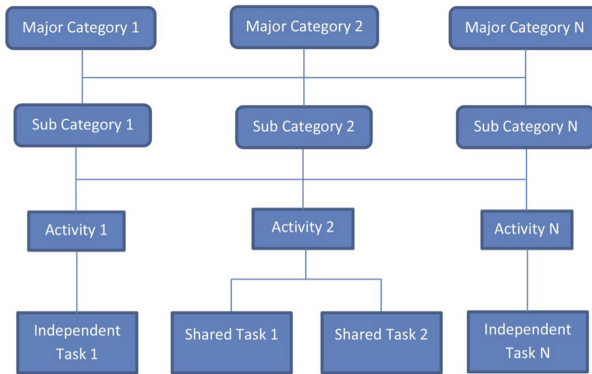 Major Category 1
Major Category 2
Major Category N
Sub Category 1
Sub Category 2
Sub Category N
Activity 1
Activity 2
Activity N
Independent
Task 1
Shared Task 1
Shared Task 2
Independent
Task N